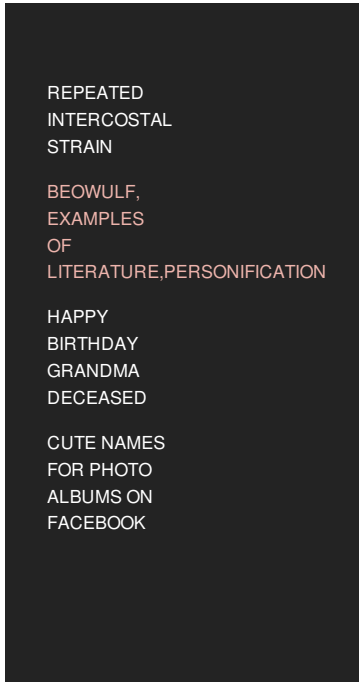 REPEATED
INTERCOSTAL
STRAIN
BEOWULF,
EXAMPLES
OF
LITERATURE,PERSONIFICATION
HAPPY
BIRTHDAY
GRANDMA
DECEASED
CUTE NAMES
FOR PHOTO
ALBUMS ON
FACEBOOK